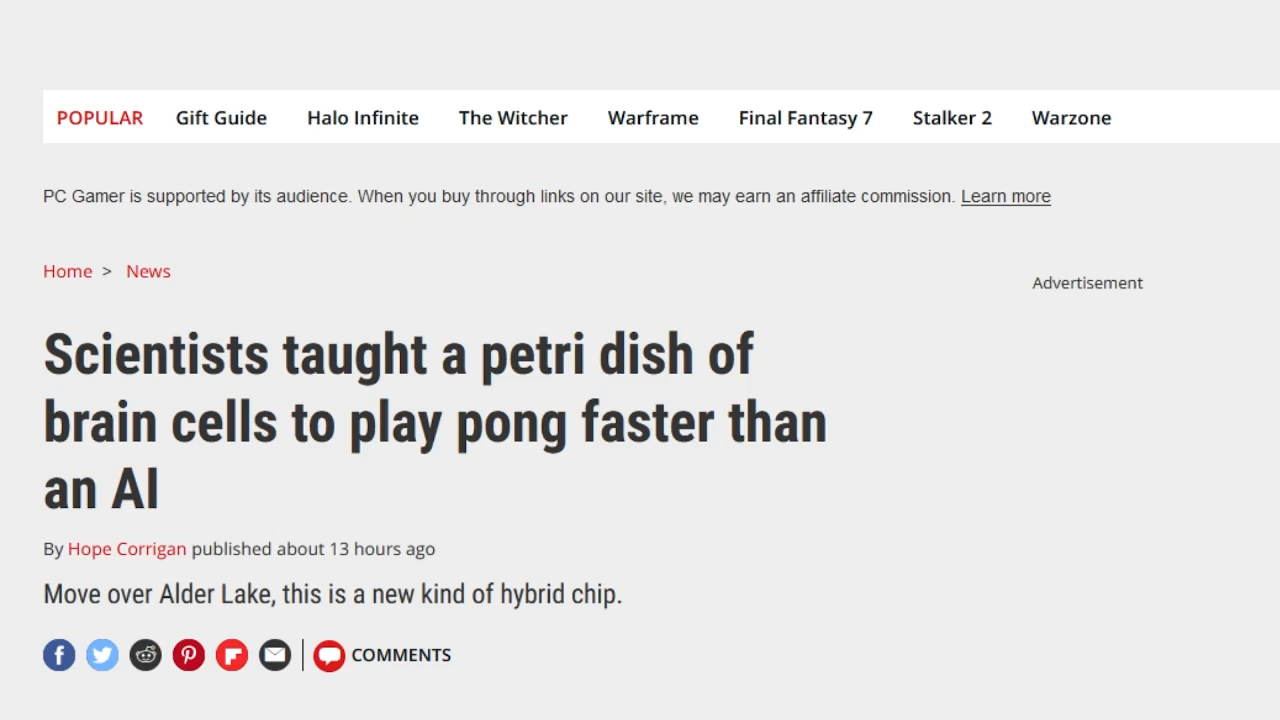 POPULAR Gift Guide Halo Infinite The Witcher Warframe Final Fantasy 7 Stalker 2 Warzone
PC Gamer is supported by its audience. When you buy through links on our site, we may earn an affiliate commission. Learn more
Home > News
Advertisement
Scientists taught a petri dish of
brain cells to play pong faster than
an AI
By Hope Corrigan published about 13 hours ago
Move over Alder Lake, this is a new kind of hybrid chip.
COMMENTS